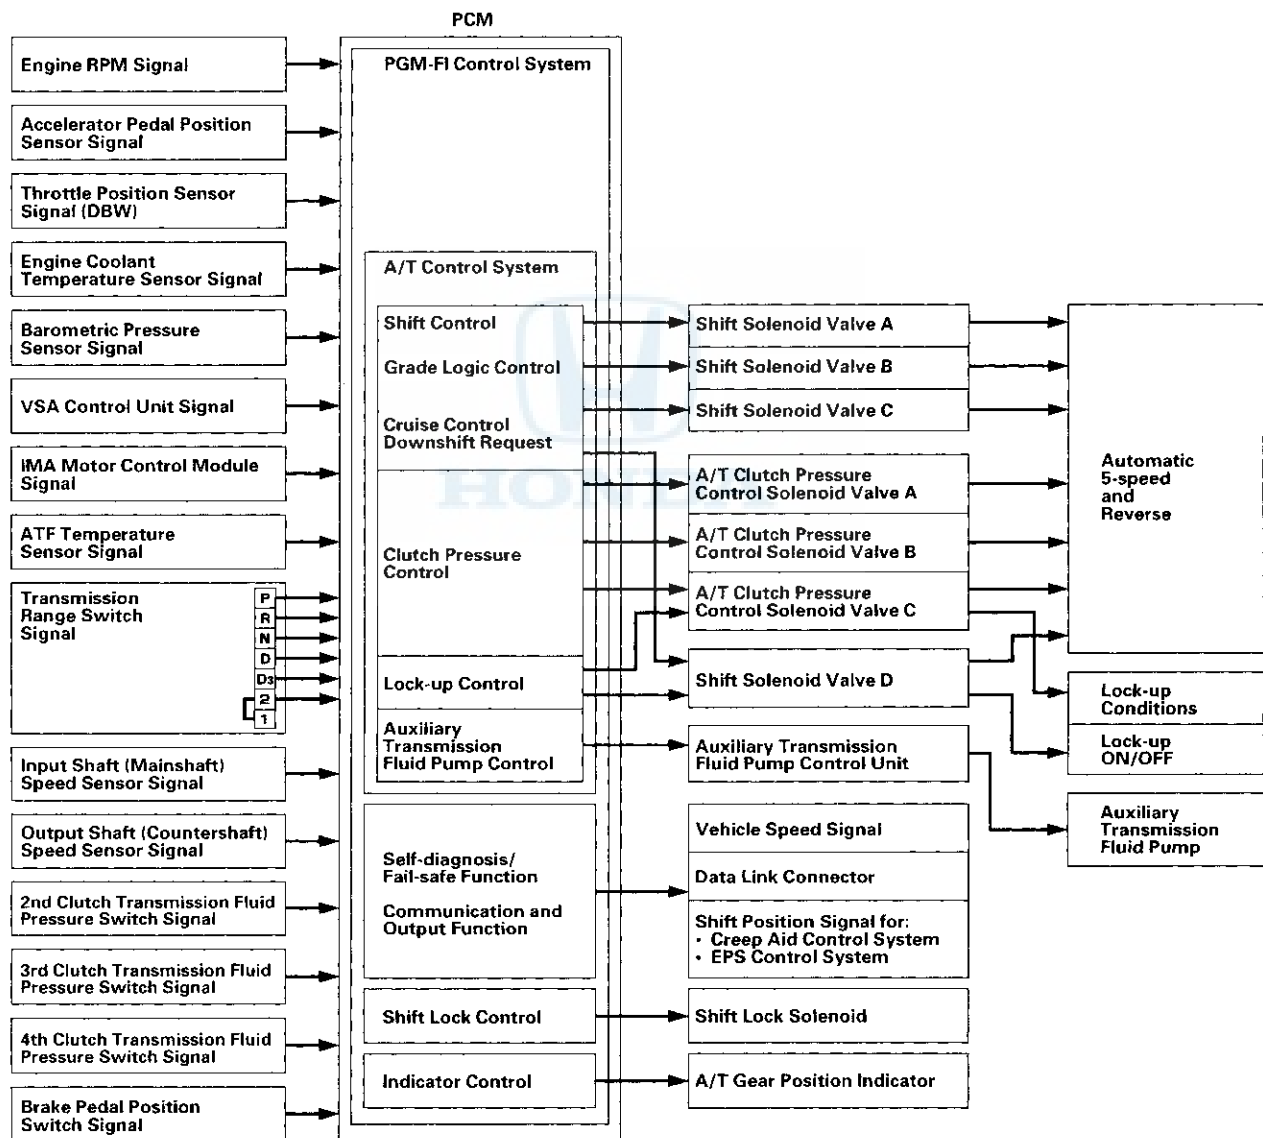 PCM
Engine RPM Signal
Accelerator Pedal Position
Sensor Signal
Throttle Position Sensor
Signal (DBW)
Engine Coolant
Temperature Sensor Signal
Barometric Pressure
Sensor Signal
VSA Control Unit Signal
IMA Motor Control Module
Signal
ATF Temperature
Sensor Signal
Transmission
Range Switch
Signal
P
R
N
D
D3
2
1
Input Shaft (Mainshaft)
Speed Sensor Signal
Output Shaft (Countershaft)
Speed Sensor Signal
2nd Clutch Transmission Fluid
Pressure Switch Signal
3rd Clutch Transmission Fluid
Pressure Switch Signal
4th Clutch Transmission Fluid
Pressure Switch Signal
Brake Pedal Position
Switch Signal
PGM-FI Control System
A/T Control System
Shift Control
Grade Logic Control
Cruise Control
Downshift Request
Clutch Pressure
Control
Lock-up Control
Auxiliary
Transmission
Fluid Pump Control
Self-diagnosis/
Fail-safe Function
Communication and
Output Function
Shift Lock Control
Indicator Control
HONDA
Shift Solenoid Valve A
Shift Solenoid Valve B
Shift Solenoid Valve C
A/T Clutch Pressure
Control Solenoid Valve A
A/T Clutch Pressure
Control Solenoid Valve B
A/T Clutch Pressure
Control Solenoid Valve C
Shift Solenoid Valve D
Auxiliary Transmission
Fluid Pump Control Unit
Vehicle Speed Signal
Data Link Connector
Shift Position Signal for:
• Creep Aid Control System
• EPS Control System
Shift Lock Solenoid
A/T Gear Position Indicator
Automatic
5-speed
and
Reverse
Lock-up
Conditions
Lock-up
ON/OFF
Auxiliary
Transmission
Fluid Pump